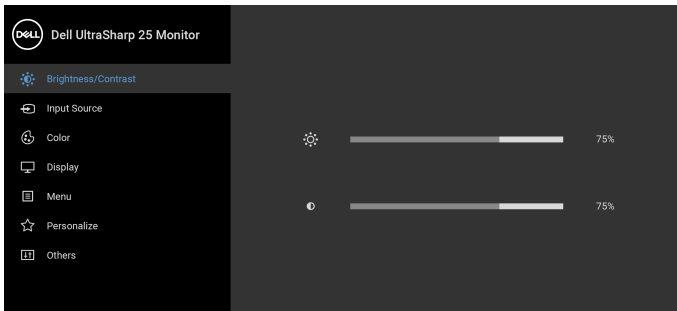 DELL Dell UltraSharp 25 Monitor
Brightness/Contrast
Input Source
Color
75%
Display
Menu
75%
Personalize
Others